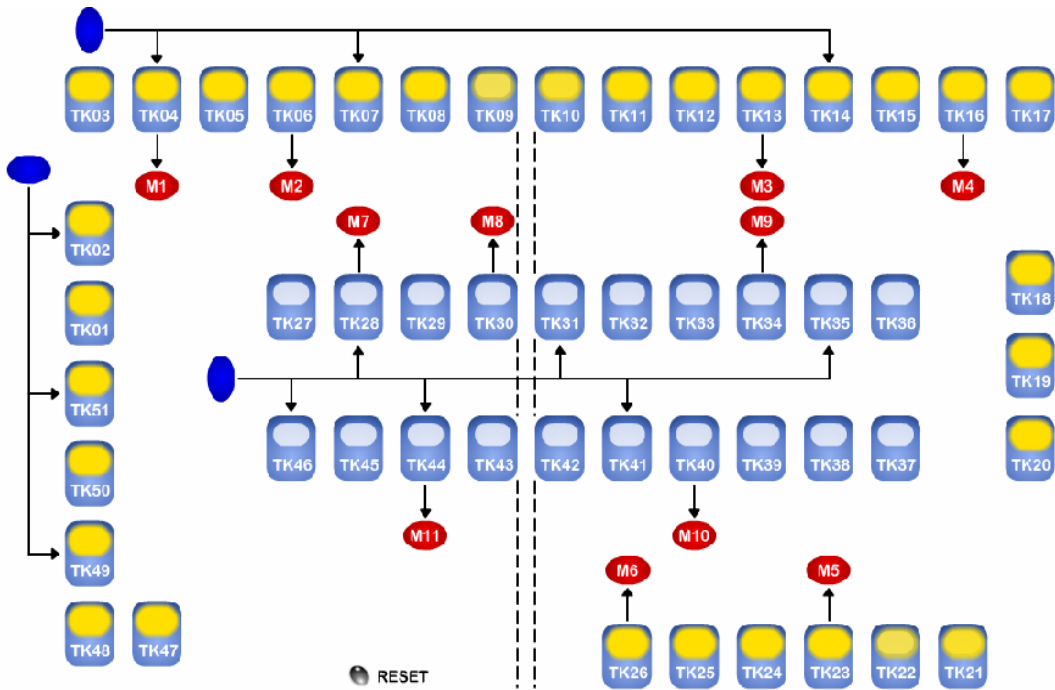 TK03 TK04 TK05 TK06 TK07 TK08 TK09 TK10 TK11 TK12 TK13 TK14 TK15 TK16 TK17
M1 M2 M3 M4
M7 M8 M9
TK02
TK18
TK27 TK28 TK29 TK30 TK31 TK32 TK33 TK34 TK35 TK36
TK01
TK19
TK51
TK46 TK45 TK44 TK43 TK42 TK41 TK40 TK39 TK38 TK37
TK20
TK50
M11 M10
TK49
M6 M5
TK48 TK47
TK26 TK25 TK24 TK23 TK22 TK21
RESET